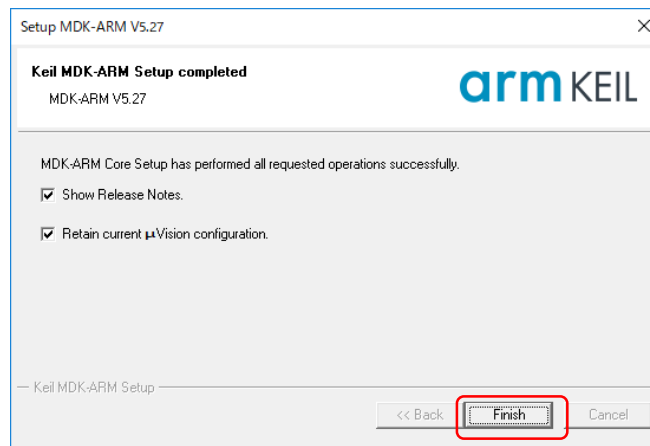 Setup MDK-ARM V5.27
Keil MDK-ARM Setup completed
MDK-ARM V5.27
arm KEIL
MDK-ARM Core Setup has performed all requested operations successfully.
Show Release Notes.
Retain current µVision configuration.
Keil MDK-ARM Setup
<< Back Finish Cancel